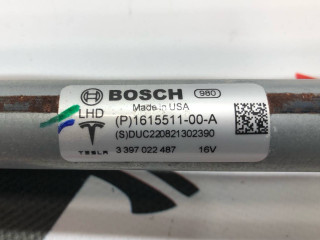 BOSCH 980
Made in USA
LHD
(P)1615511-00-A
(S)DUC220821302390
TESLA 3 397 022 487 16V